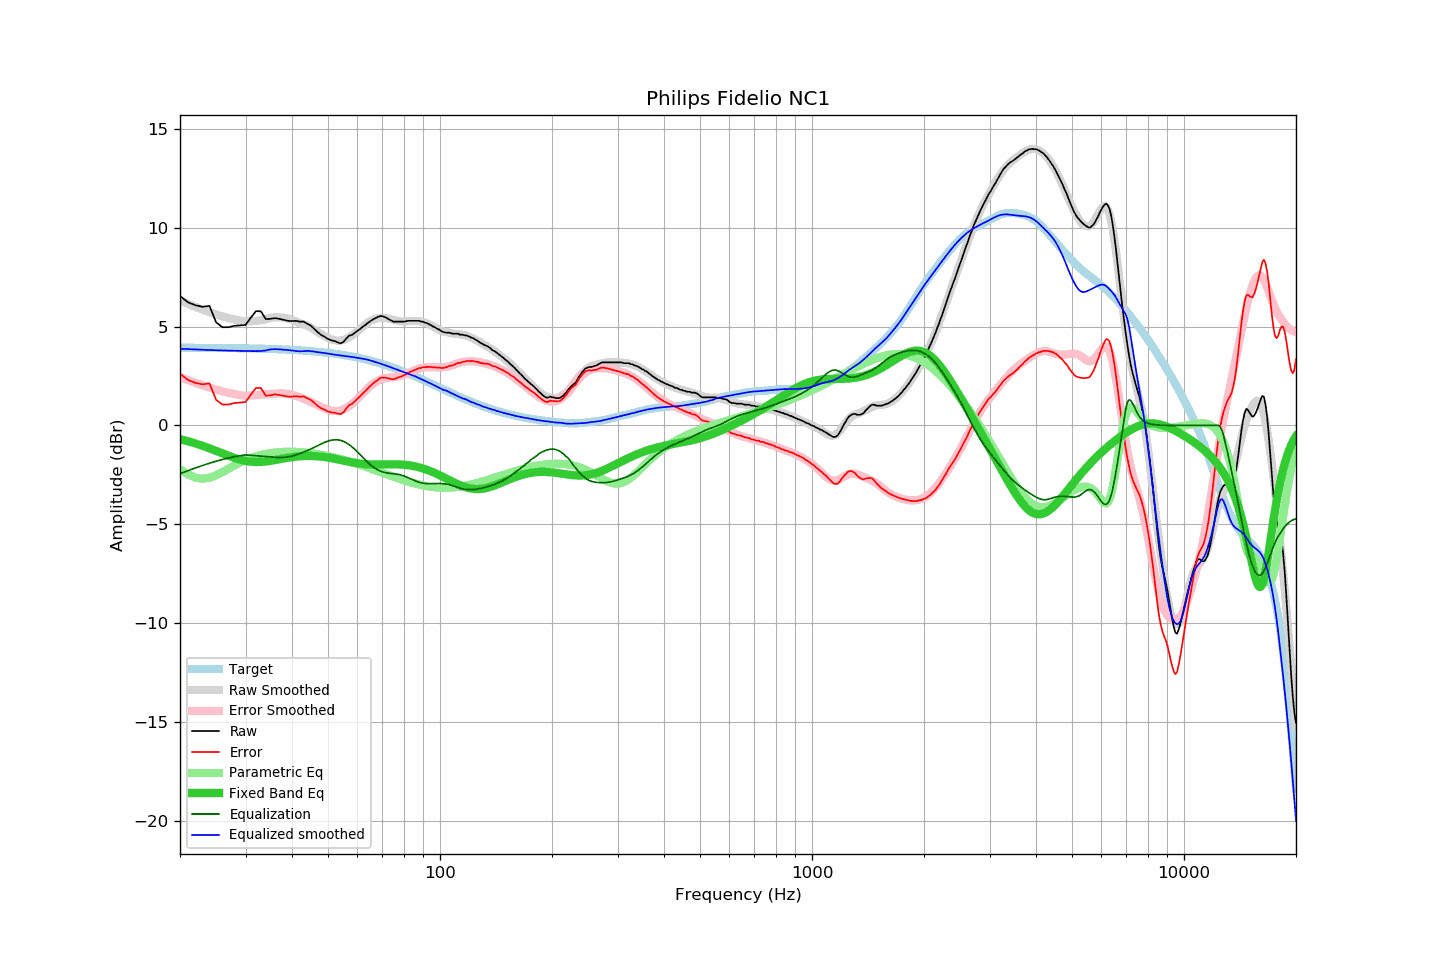 Philips Fidelio NC1
15
10
5
0
−5
−10
−15
−20
Amplitude (dBr)
Target
Raw Smoothed
Error Smoothed
Raw
Error
Parametric Eq
Fixed Band Eq
Equalization
Equalized smoothed
100
1000
10000
Frequency (Hz)